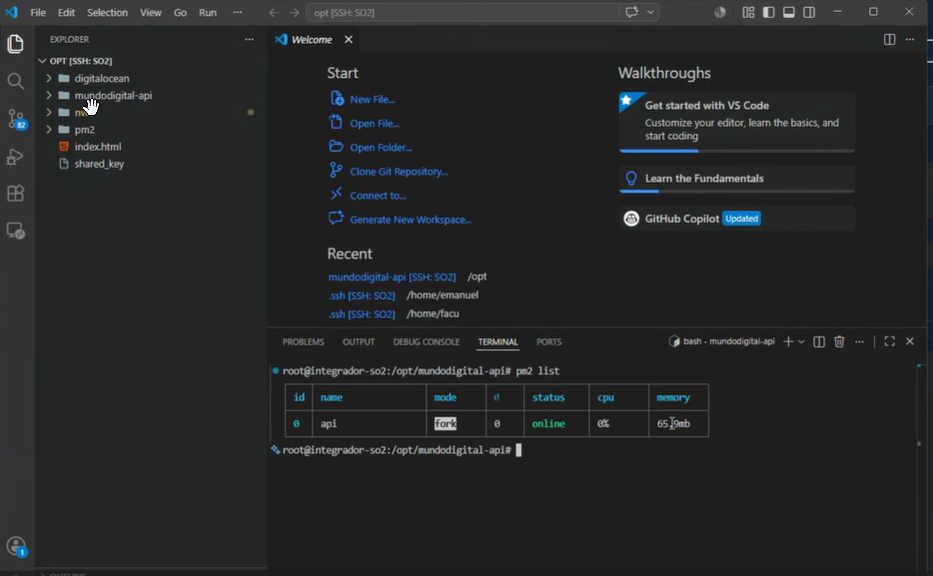 File Edit Selection View Go Run ···
opt [SSH: SO2]
EXPLORER
OPT [SSH: SO2]
digitalocean
mundodigital-api
pm2
index.html
shared_key
82
1
Welcome
Start
New File...
Open File...
Open Folder...
Clone Git Repository...
Connect to...
Generate New Workspace...
Recent
mundodigital-api [SSH: SO2] /opt
.ssh [SSH: SO2] /home/emanuel
.ssh [SSH: SO2] /home/facu
Walkthroughs
Get started with VS Code
Customize your editor, learn the basics, and
start coding
Learn the Fundamentals
GitHub Copilot Updated
PROBLEMS OUTPUT DEBUG CONSOLE TERMINAL PORTS
bash - mundodigital-api
root@integrador-so2:/opt/mundodigital-api# pm2 list
id name mode status cpu memory
0 api fork 0 online 0% 65.9mb
root@integrador-so2:/opt/mundodigital-api#
OUTLINE